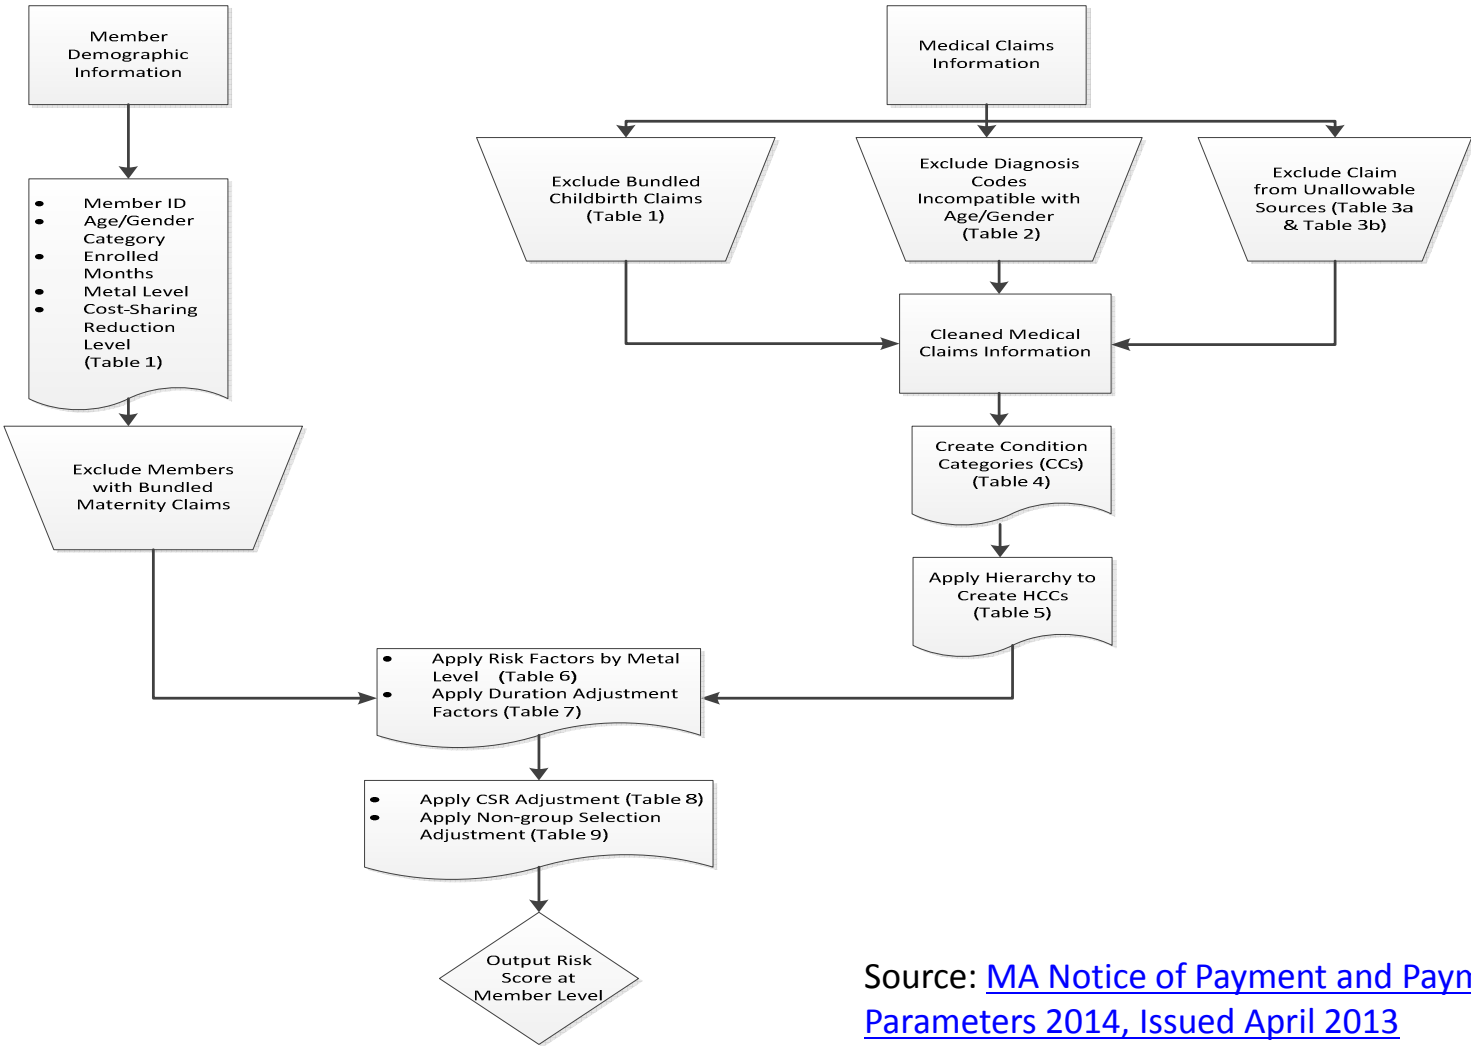 Member
Demographic
Information
Medical Claims
Information
Exclude Bundled
Childbirth Claims
(Table 1)
Exclude Diagnosis
Codes
Incompatible with
Age/Gender
(Table 2)
Exclude Claim
from Unallowable
Sources (Table 3a
& Table 3b)
• Member ID
• Age/Gender
Category
• Enrolled
Months
• Metal Level
• Cost-Sharing
Reduction
Level
(Table 1)
Cleaned Medical
Claims Information
Exclude Members
with Bundled
Maternity Claims
Create Condition
Categories (CCs)
(Table 4)
Apply Hierarchy to
Create HCCs
(Table 5)
• Apply Risk Factors by Metal
Level (Table 6)
• Apply Duration Adjustment
Factors (Table 7)
• Apply CSR Adjustment (Table 8)
• Apply Non-group Selection
Adjustment (Table 9)
Output Risk
Score at
Member Level
Source: MA Notice of Payment and
Parameters 2014, Issued April 2013